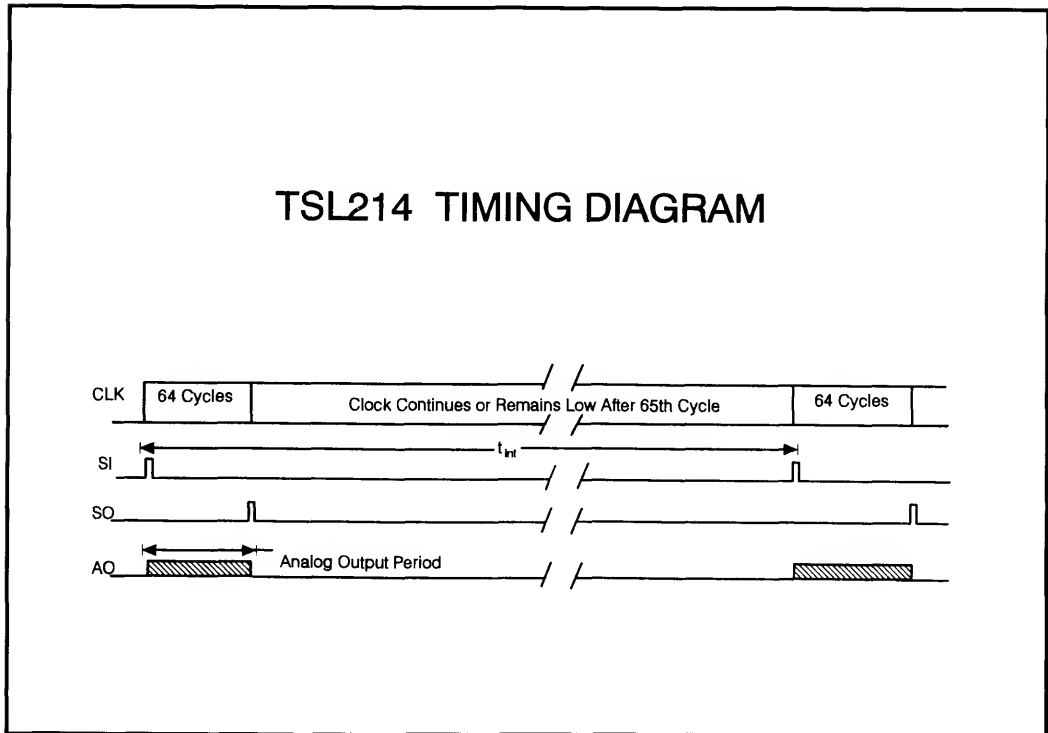 TSL214 TIMING DIAGRAM
CLK
64 Cycles
Clock Continues or Remains Low After 65th Cycle
64 Cycles
t int
SI
SO
Analog Output Period
AO